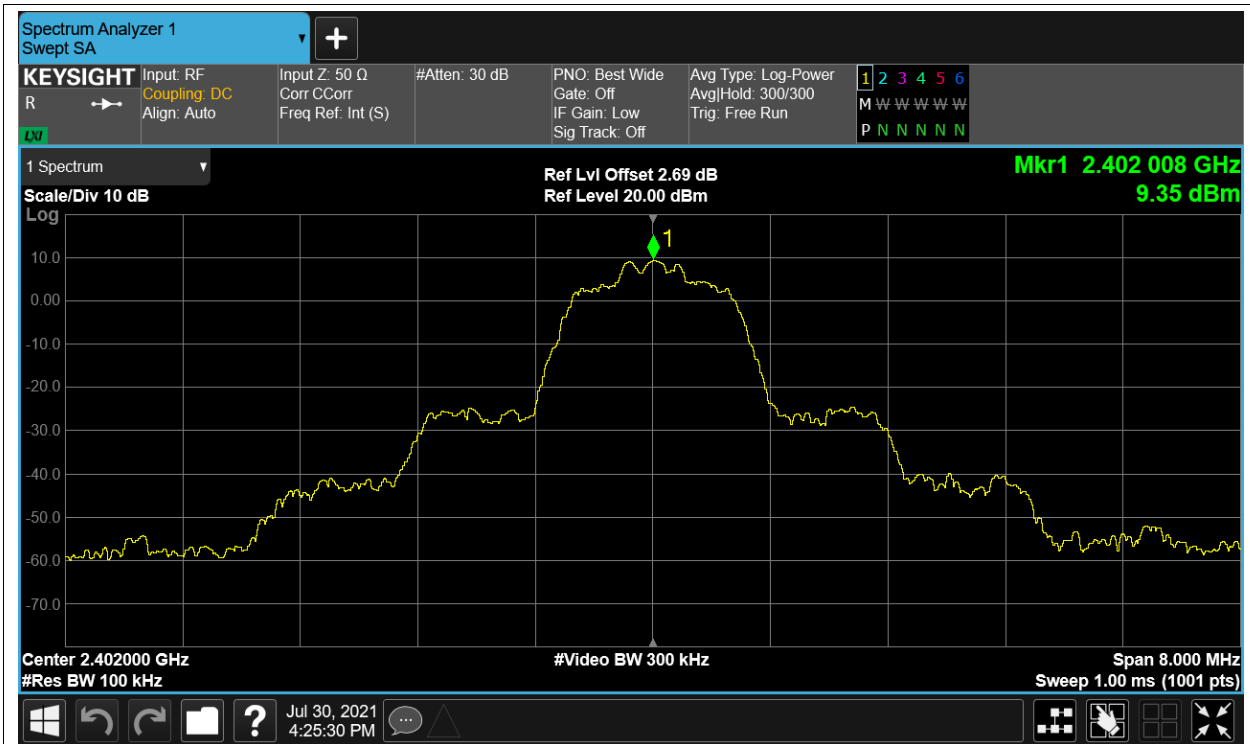 Spectrum Analyzer 1
Swept SA
KEYSIGHT
R
LXI
Input: RF
Coupling: DC
Align: Auto
Input Z: 50 Ω
Corr CCorr
Freq Ref: Int (S)
#Atten: 30 dB
PNO: Best Wide
Gate: Off
IF Gain: Low
Sig Track: Off
Avg Type: Log-Power
Avg|Hold: 300/300
Trig: Free Run
1 2 3 4 5 6
M W W W W W
P N N N N N
1 Spectrum
Scale/Div 10 dB
Log
Ref Lvl Offset 2.69 dB
Ref Level 20.00 dBm
Mkr1 2.402 008 GHz
9.35 dBm
1
10.0
0.00
-10.0
-20.0
-30.0
-40.0
-50.0
-60.0
-70.0
Center 2.402000 GHz
#Res BW 100 kHz
#Video BW 300 kHz
Span 8.000 MHz
Sweep 1.00 ms (1001 pts)
?
Jul 30, 2021
4:25:30 PM